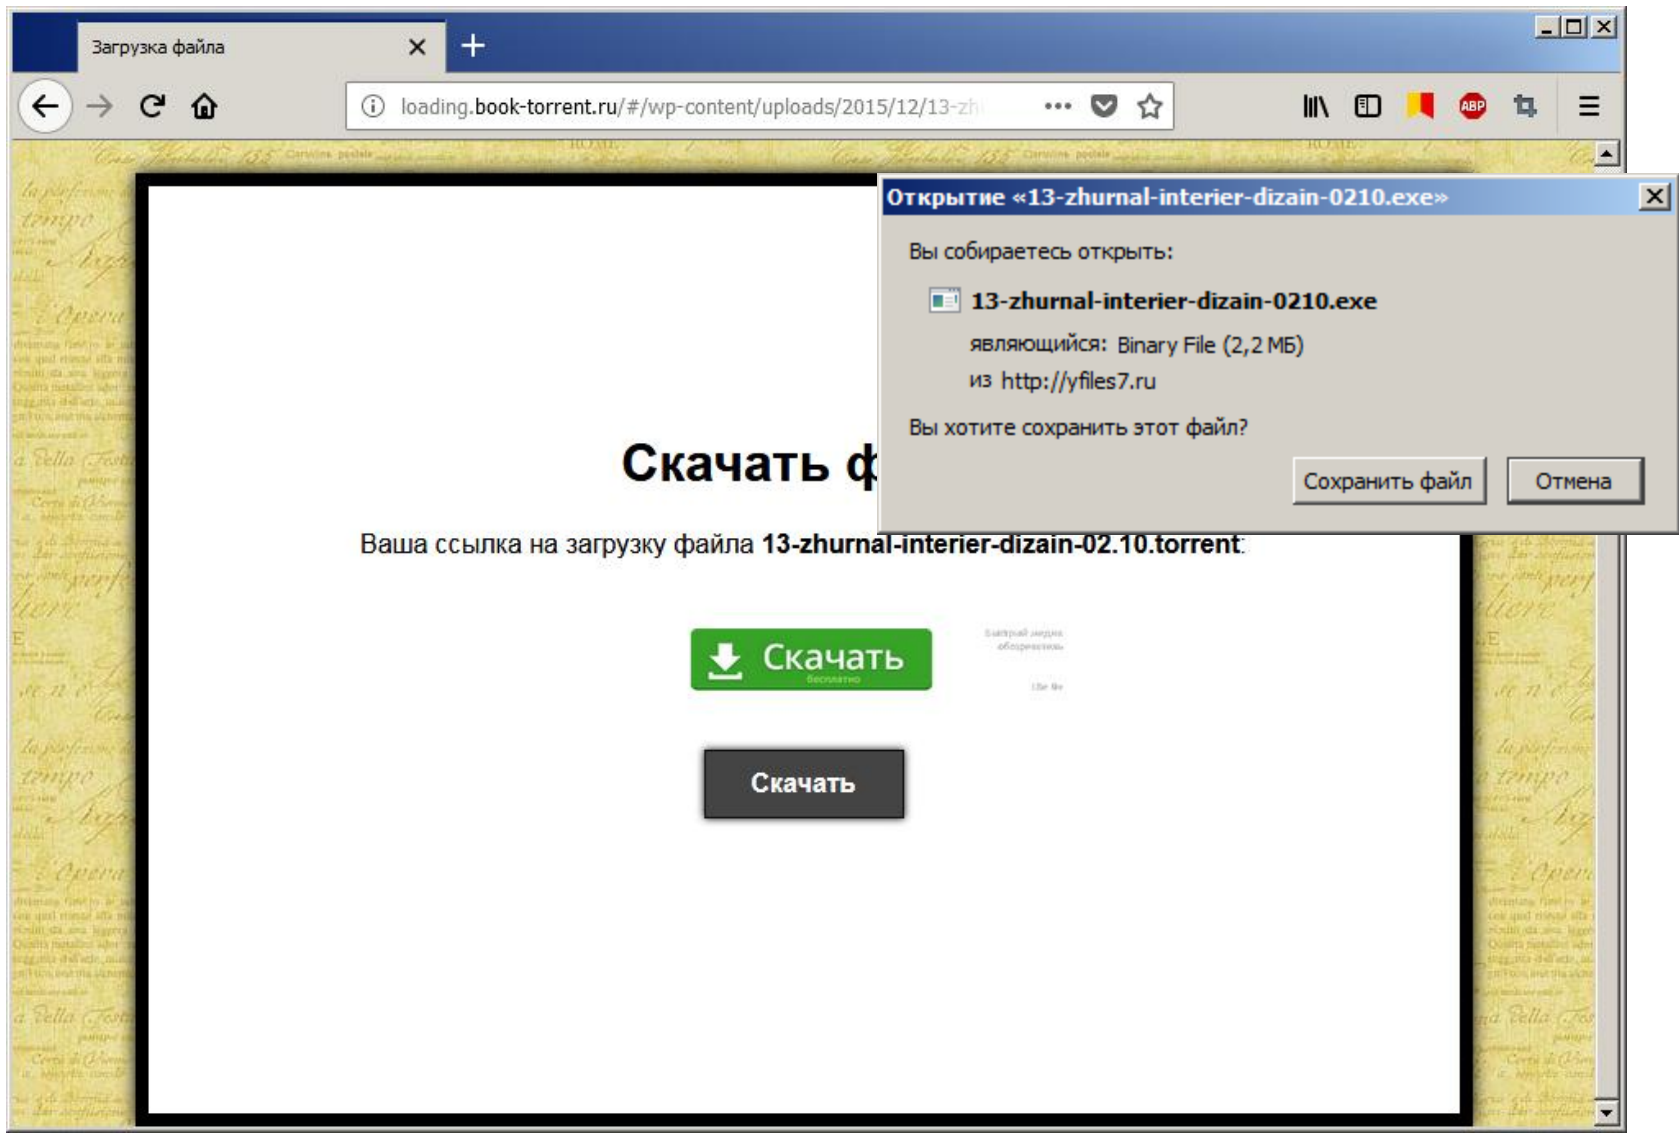 Загрузка файла
loading.book-torrent.ru/#/wp-content/uploads/2015/12/13-zh
ABP
Открытие «13-zhurnal-interier-dizain-0210.exe»
Вы собираетесь открыть:
13-zhurnal-interier-dizain-0210.exe
являющийся: Binary File (2,2 МБ)
из http://yfiles7.ru
Вы хотите сохранить этот файл?
Сохранить файл
Отмена
Скачать ф
Ваша ссылка на загрузку файла 13-zhurnal-interier-dizain-02.10.torrent:
Скачать
бесплатно
Скачать